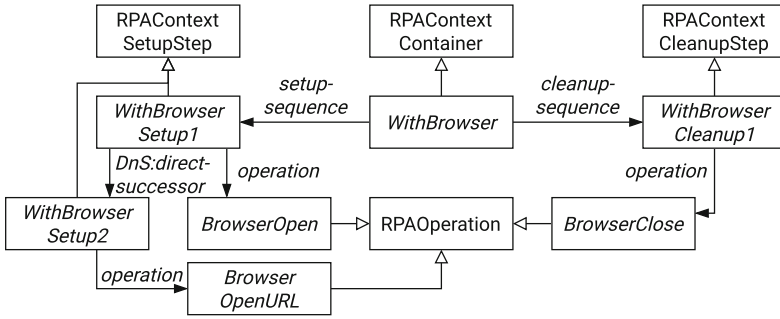 RPAContext
SetupStep
RPAContext
Container
RPAContext
CleanupStep
setup-
sequence
cleanup-
sequence
WithBrowser
Setup1
WithBrowser
WithBrowser
Cleanup1
DnS:direct-
successor
operation
operation
WithBrowser
Setup2
BrowserOpen
RPAOperation
BrowserClose
operation
Browser
OpenURL